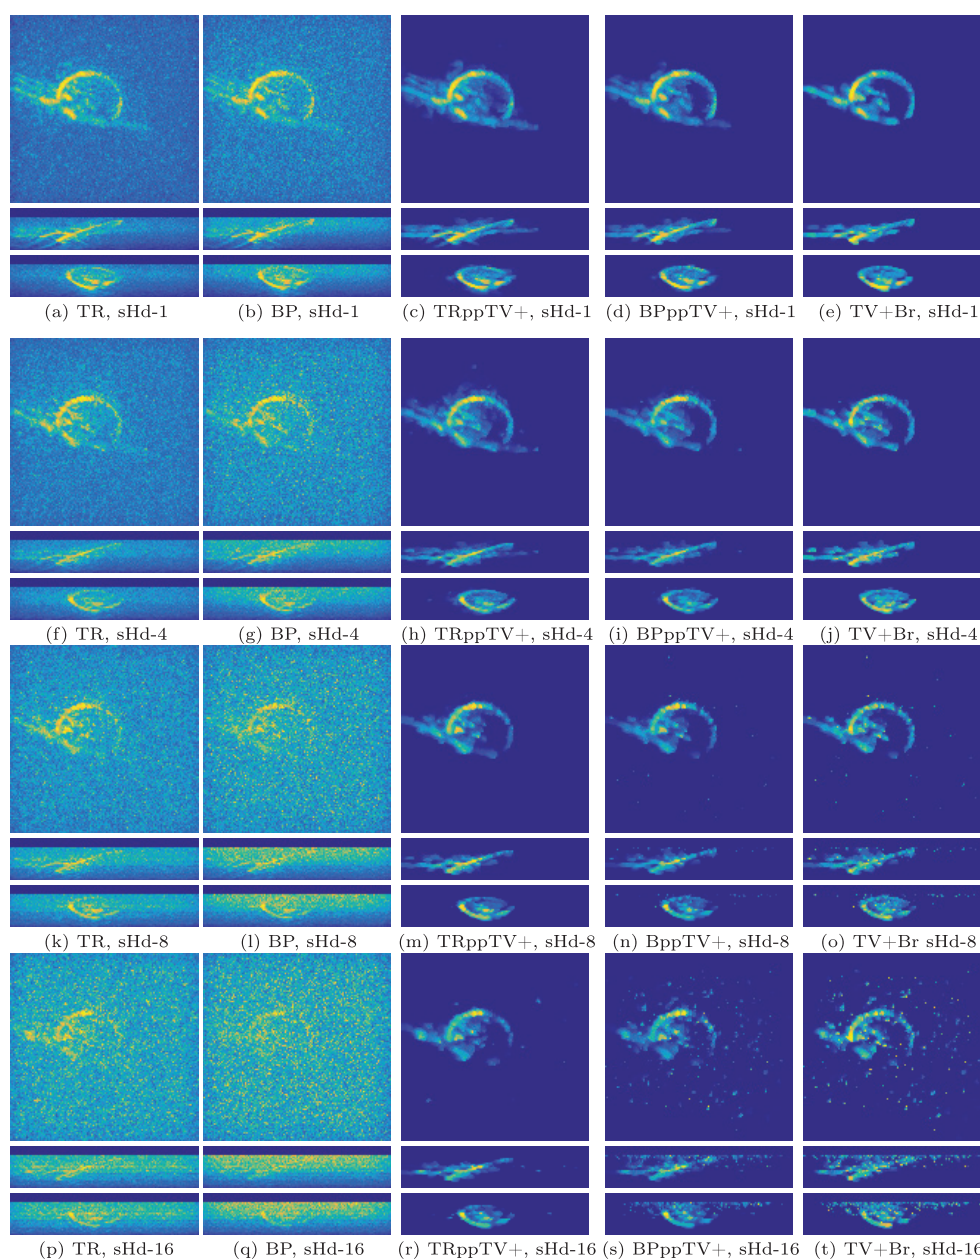 (a) TR, sHd-1
(b) BP, sHd-1
(c) TRppTV+, sHd-1
(d) BPppTV+, sHd-1
(e) TV+Br, sHd-1
(f) TR, sHd-4
(g) BP, sHd-4
(h) TRppTV+, sHd-4
(i) BPppTV+, sHd-4
(j) TV+Br, sHd-4
(k) TR, sHd-8
(l) BP, sHd-8
(m) TRppTV+, sHd-8
(n) BppTV+, sHd-8
(o) TV+Br sHd-8
(p) TR, sHd-16
(q) BP, sHd-16
(r) TRppTV+, sHd-16
(s) BPppTV+, sHd-16
(t) TV+Br, sHd-16